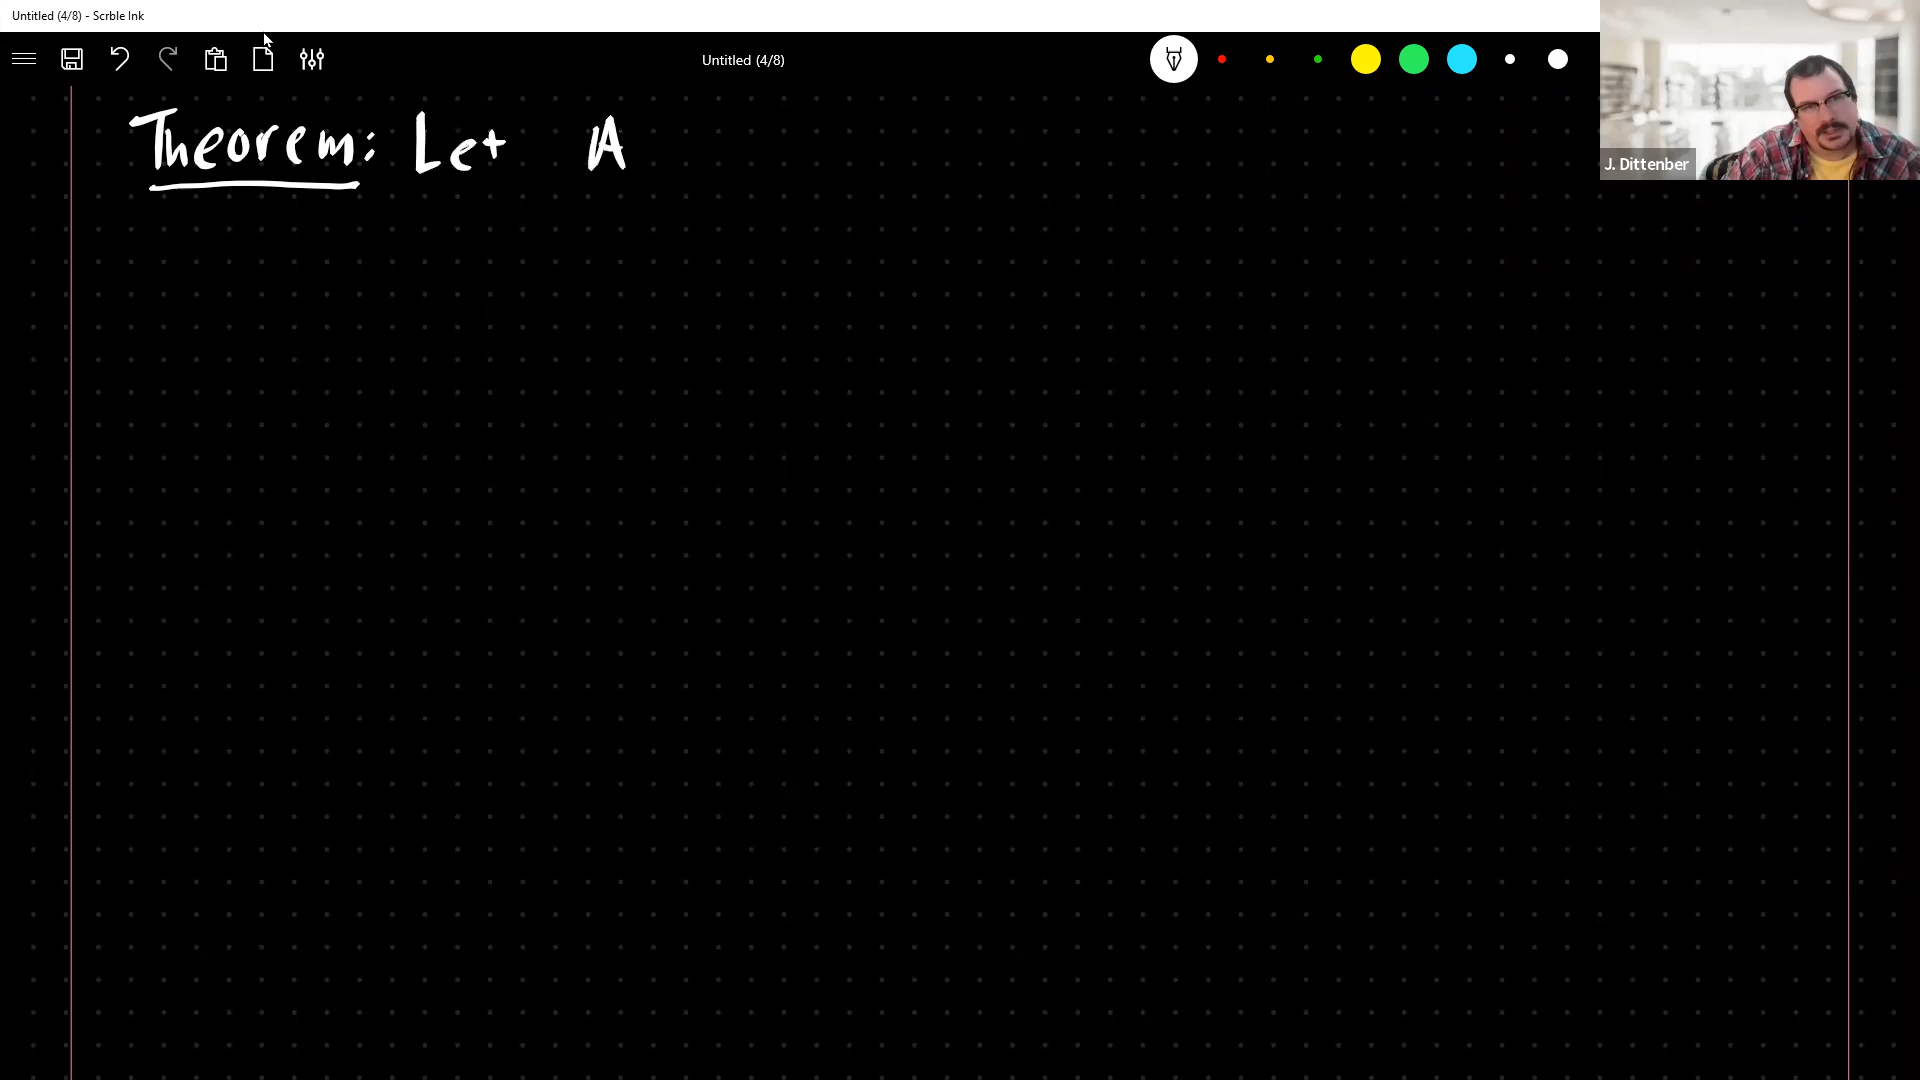 Untitled (4/8) - Scrble Ink
Untitled (4/8)
J. Dittenber
Theorem: Let A